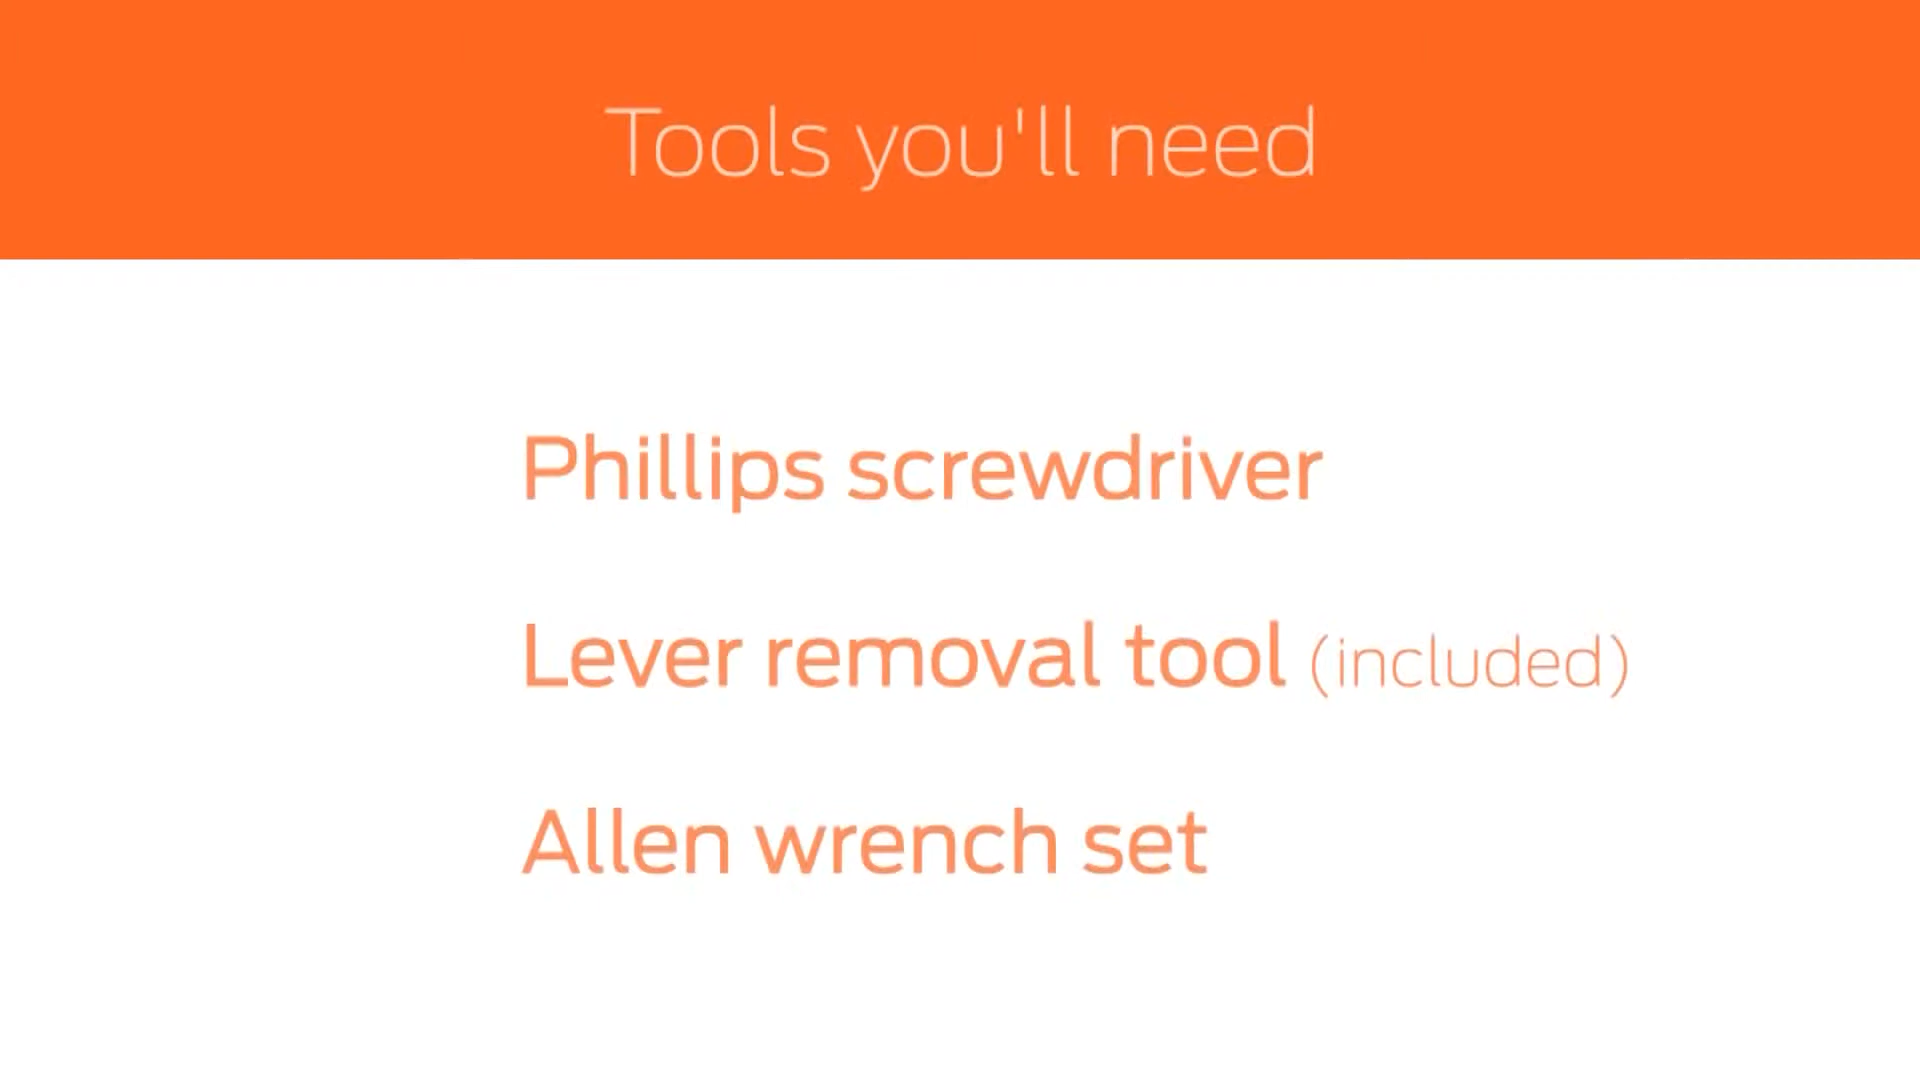 Tools you'll need
Phillips screwdriver
Lever removal tool (included)
Allen wrench set